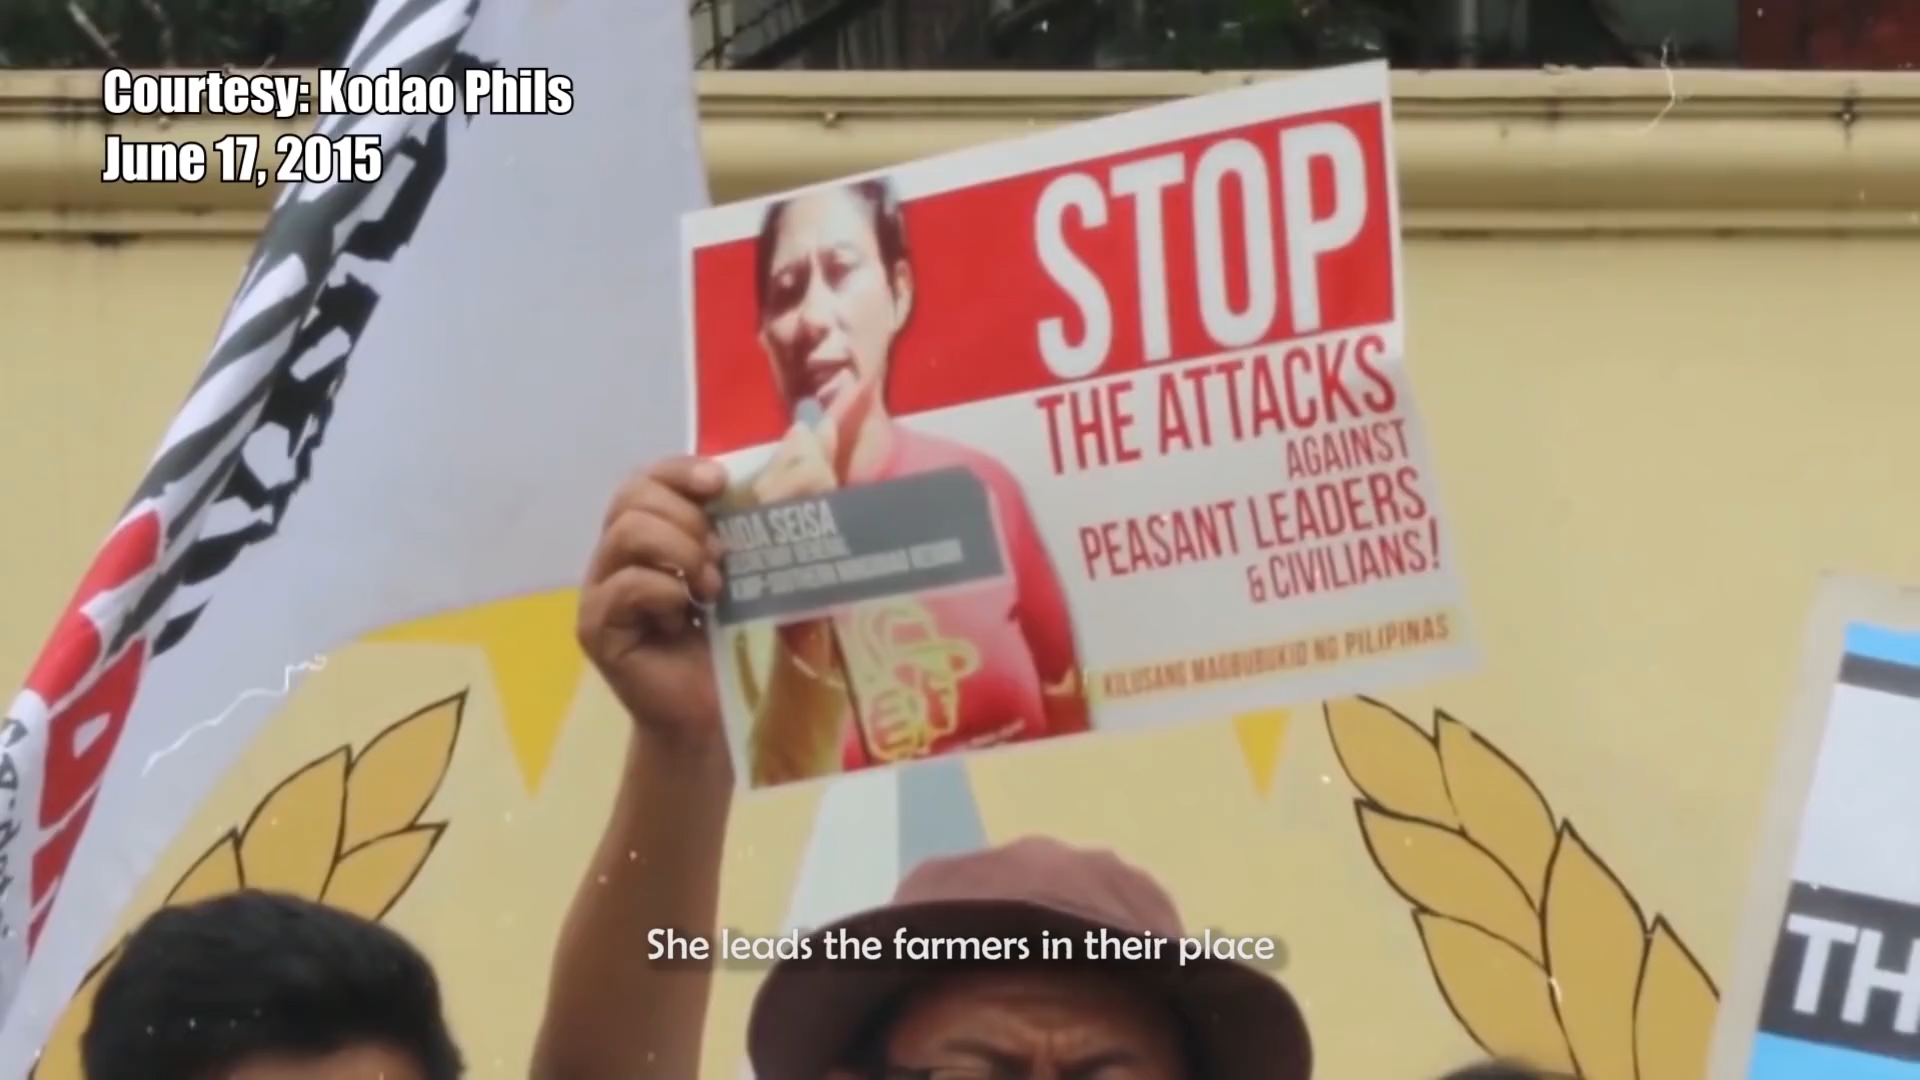 Courtesy: Kodao Phils
June 17, 2015
STOP
THE ATTACKS
AGAINST
PEASANT LEADERS
& CIVILIANS!
AIDA SEISA
KILUSANG MAGBUBUKID NG PILIPINAS
TH
She leads the farmers in their place